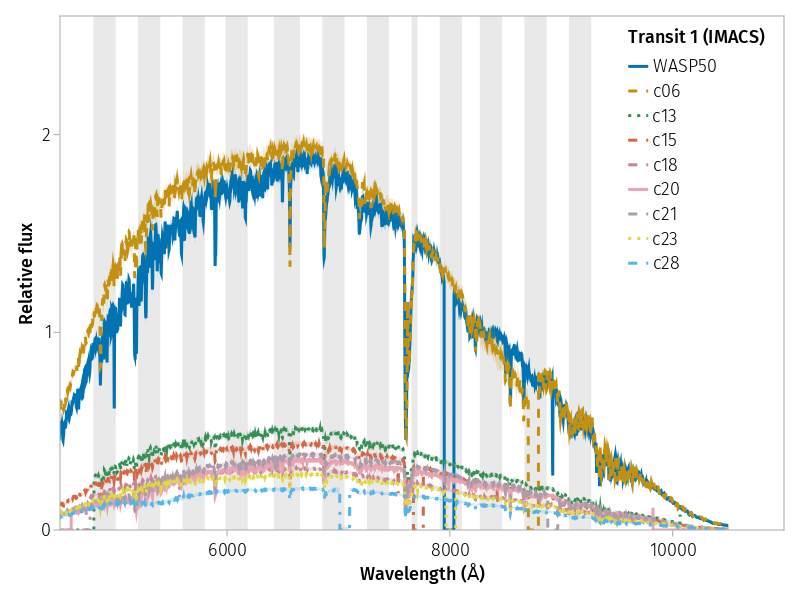 Transit 1 (IMACS)
WASP50
c06
c13
c15
c18
c20
c21
c23
c28
Relative flux
2
1
0
6000
8000
10000
Wavelength (Å)